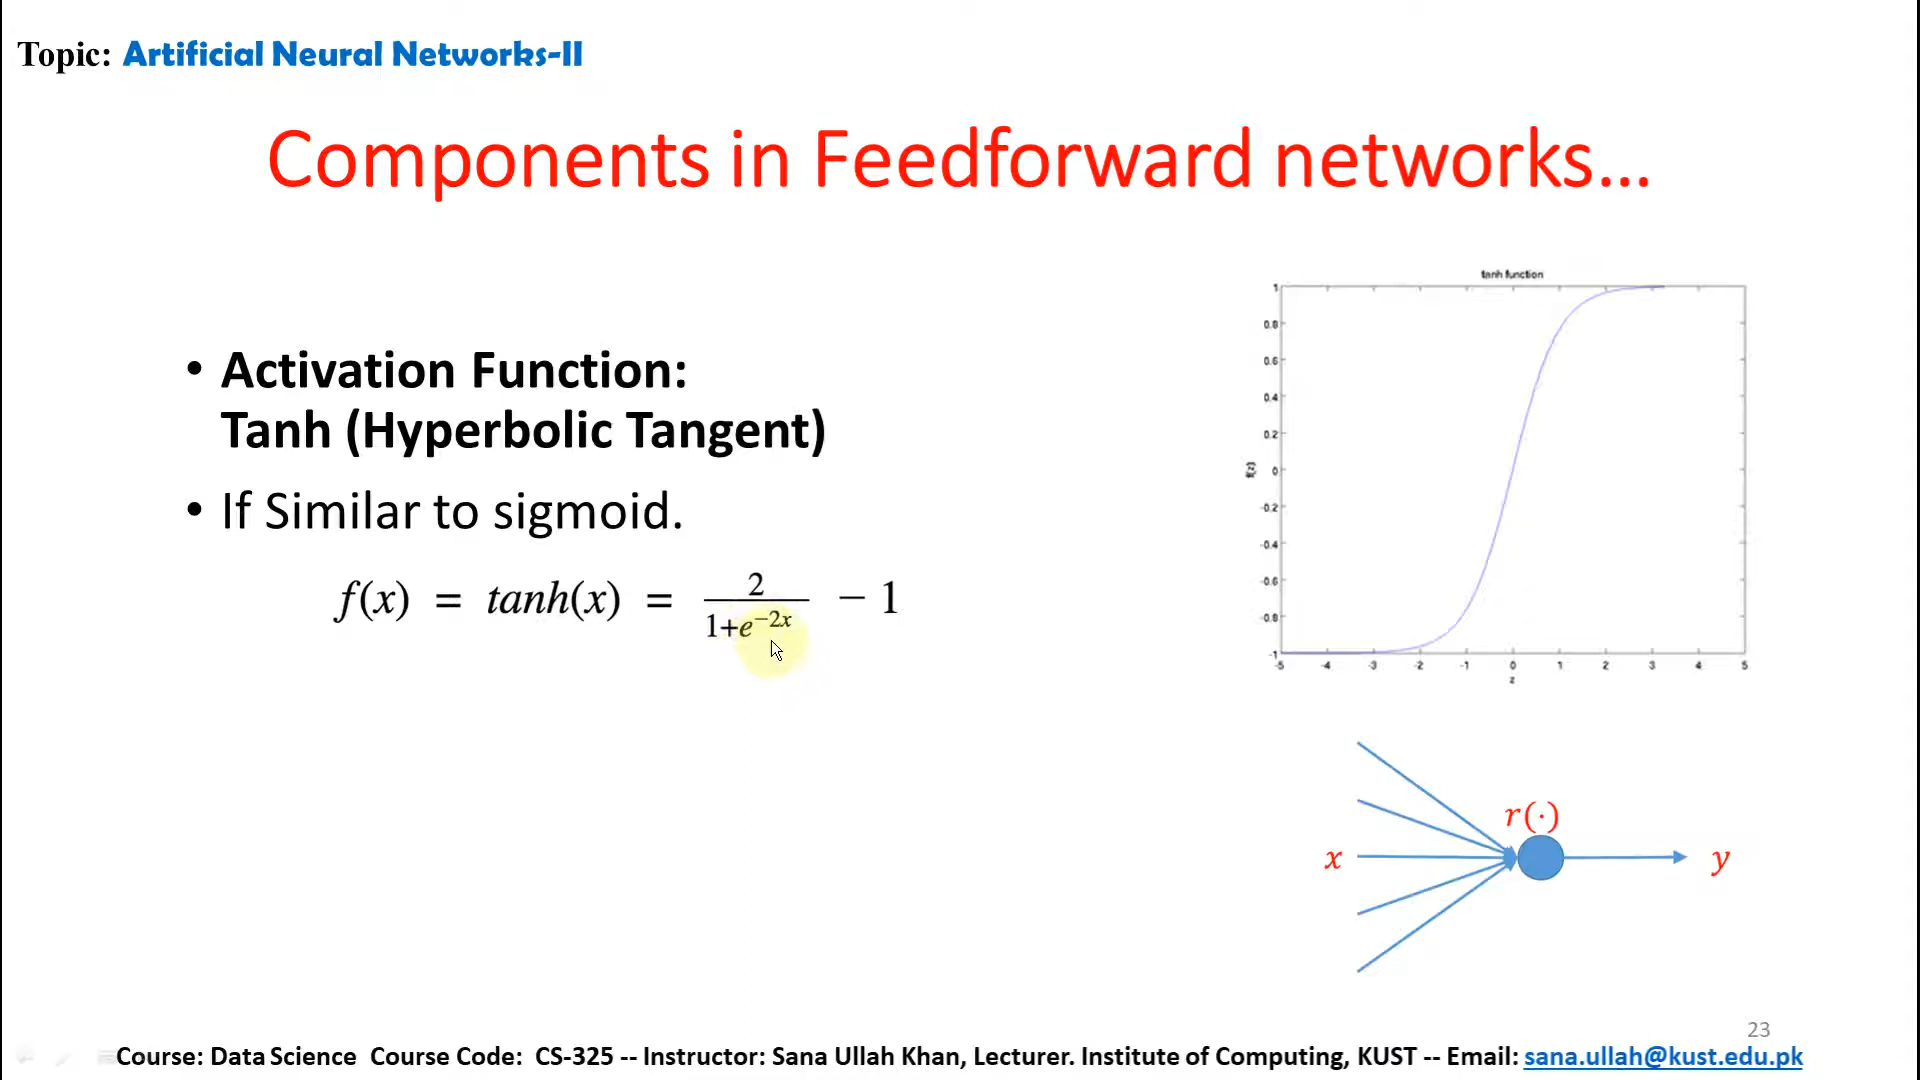 Topic: Artificial Neural Networks-II
Components in Feedforward networks...
• Activation Function:
Tanh (Hyperbolic Tangent)
• If Similar to sigmoid.
f(x) = tanh(x) = 2/(1+e^−2x) − 1
tanh function
1
0.8
0.6
0.4
0.2
0
-0.2
-0.4
-0.6
-0.8
-1
f(z)
-5 -4 -3 -2 -1 0 1 2 3 4 5
z
r(·)
x
y
23
Course: Data Science Course Code: CS-325 -- Instructor: Sana Ullah Khan, Lecturer. Institute of Computing, KUST -- Email: sana.ullah@kust.edu.pk